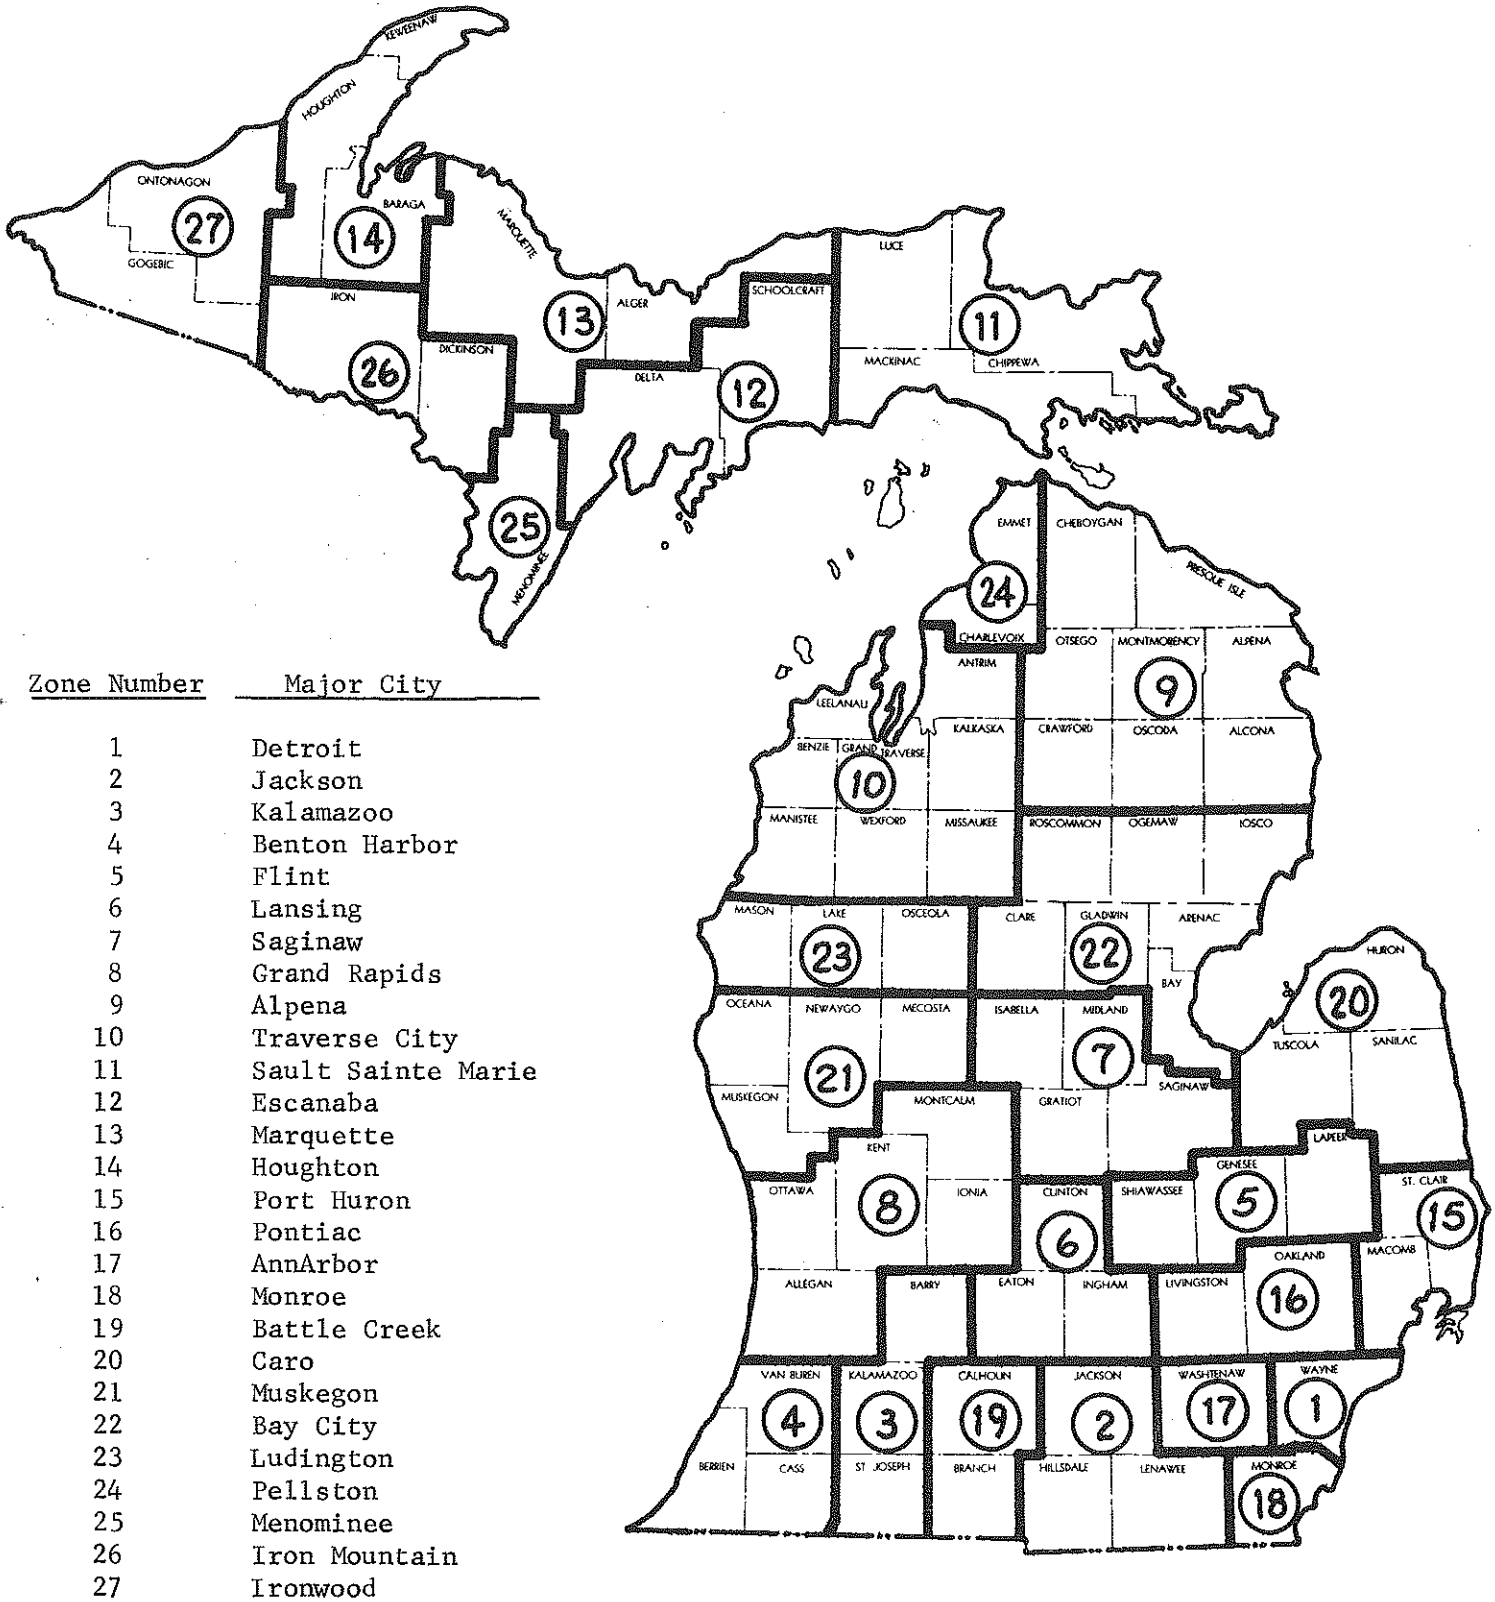 KEWEENAW
HOUGHTON
ONTONAGON
BARAGA
27
14
GOGEBIC
MARQUETTE
LUCE
IRON
SCHOOLCRAFT
ALGER
13
11
DICKINSON
MACKINAC
CHIPPEWA
26
DELTA
12
25
MENOMINEE
EMMET
CHEBOYGAN
PRESQUE ISLE
24
CHARLEVOIX
OTSEGO
MONTMORENCY
ALPENA
ANTRIM
9
LEELANAU
KALKASKA
CRAWFORD
OSCODA
ALCONA
BENZIE
GRAND TRAVERSE
10
MANISTEE
WEXFORD
MISSAUKEE
ROSCOMMON
OGEMAW
IOSCO
MASON
LAKE
OSCEOLA
CLARE
GLADWIN
ARENAC
23
22
HURON
BAY
20
OCEANA
NEWAYGO
MECOSTA
ISABELLA
MIDLAND
TUSCOLA
SANILAC
21
7
SAGINAW
MUSKEGON
MONTCALM
GRATIOT
KENT
LAPEER
GENESEE
OTTAWA
IONIA
CLINTON
SHIAWASSEE
ST. CLAIR
8
5
15
6
MACOMB
OAKLAND
ALLEGAN
BARRY
EATON
INGHAM
LIVINGSTON
16
VAN BUREN
KALAMAZOO
CALHOUN
JACKSON
WASHTENAW
WAYNE
4
3
19
2
17
1
BERRIEN
CASS
ST JOSEPH
BRANCH
HILLSDALE
LENAWEE
MONROE
18
Zone Number Major City
1 Detroit
2 Jackson
3 Kalamazoo
4 Benton Harbor
5 Flint
6 Lansing
7 Saginaw
8 Grand Rapids
9 Alpena
10 Traverse City
11 Sault Sainte Marie
12 Escanaba
13 Marquette
14 Houghton
15 Port Huron
16 Pontiac
17 AnnArbor
18 Monroe
19 Battle Creek
20 Caro
21 Muskegon
22 Bay City
23 Ludington
24 Pellston
25 Menominee
26 Iron Mountain
27 Ironwood